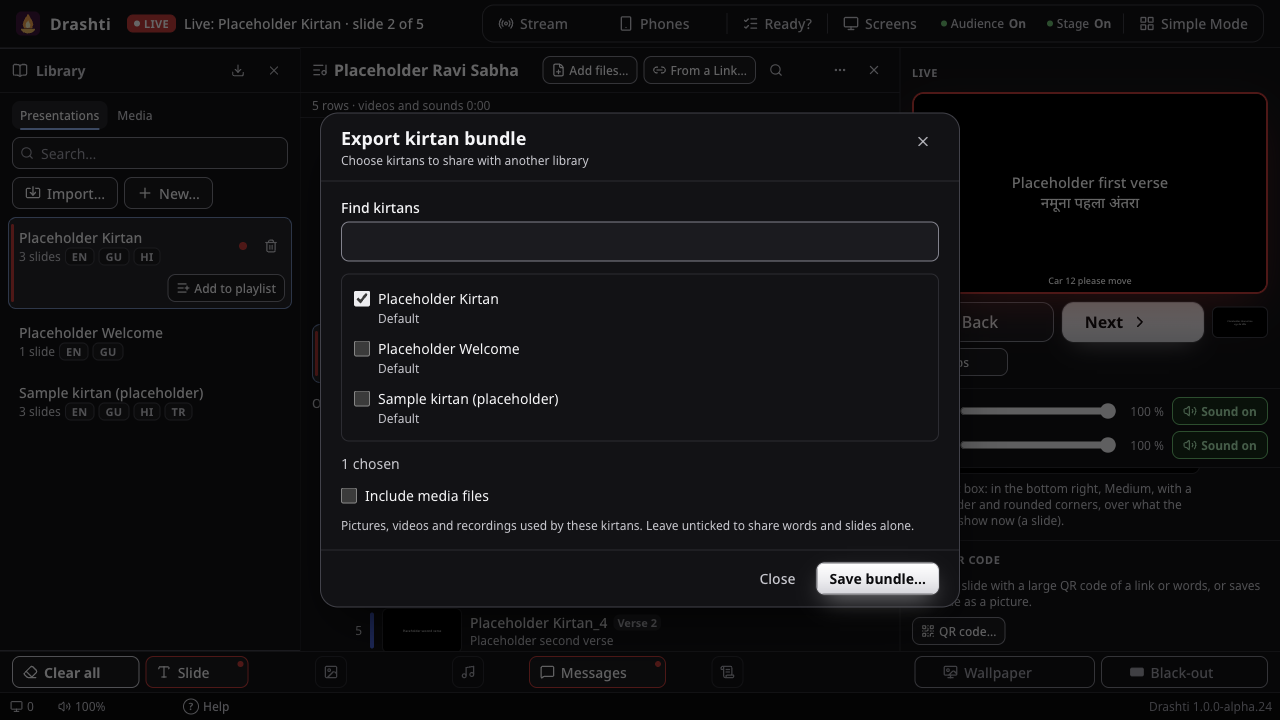 Drashti
LIVE
Live: Placeholder Kirtan · slide 2 of 5
Stream
Phones
Ready?
Screens
Audience On
Stage On
Simple Mode
Library
Placeholder Ravi Sabha
Add files...
From a Link...
LIVE
Presentations
Media
5 rows · videos and sounds 0:00
Search...
Import...
New...
Placeholder Kirtan
3 slides EN GU HI
Add to playlist
Placeholder Welcome
1 slide EN GU
Sample kirtan (placeholder)
3 slides EN GU HI TR
Export kirtan bundle
Choose kirtans to share with another library
Find kirtans
Placeholder Kirtan
Default
Placeholder Welcome
Default
Sample kirtan (placeholder)
Default
1 chosen
Include media files
Pictures, videos and recordings used by these kirtans. Leave unticked to share words and slides alone.
Close
Save bundle...
5
Placeholder Kirtan_4 Verse 2
Placeholder second verse
Placeholder first verse
नमूना पहला अंतरा
Car 12 please move
Back
Next
100 % Sound on
100 % Sound on
box: in the bottom right, Medium, with a
and rounded corners, over what the
show now (a slide).
CODE
slide with a large QR code of a link or words, or saves
as a picture.
QR code...
Clear all
Slide
Messages
Wallpaper
Black-out
0
100%
Help
Drashti 1.0.0-alpha.24